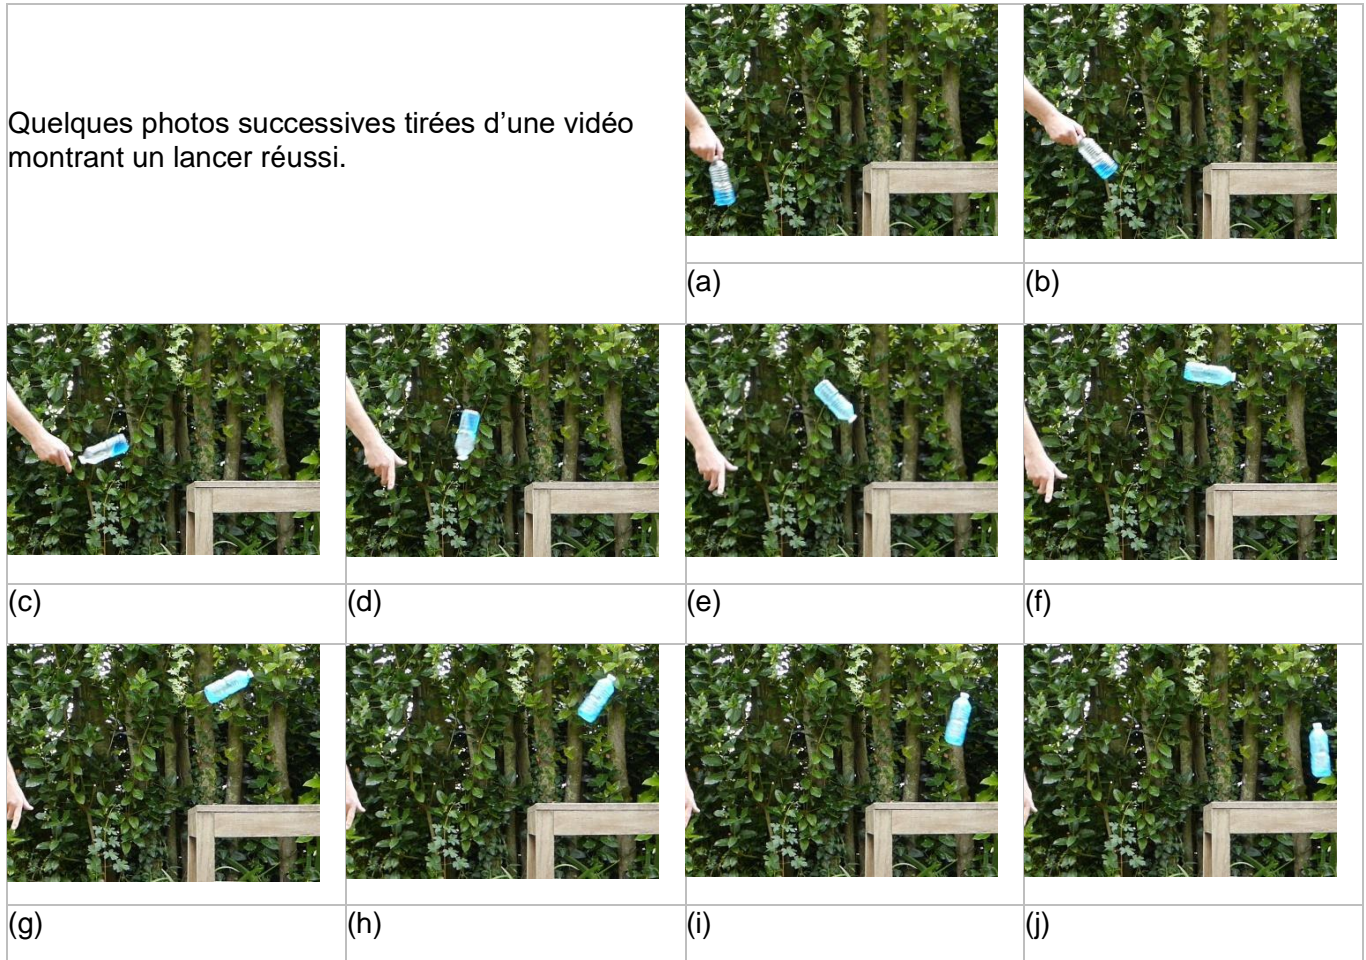 Quelques photos successives tirées d’une vidéo
montrant un lancer réussi.
(a)
(b)
(c)
(d)
(e)
(f)
(g)
(h)
(i)
(j)